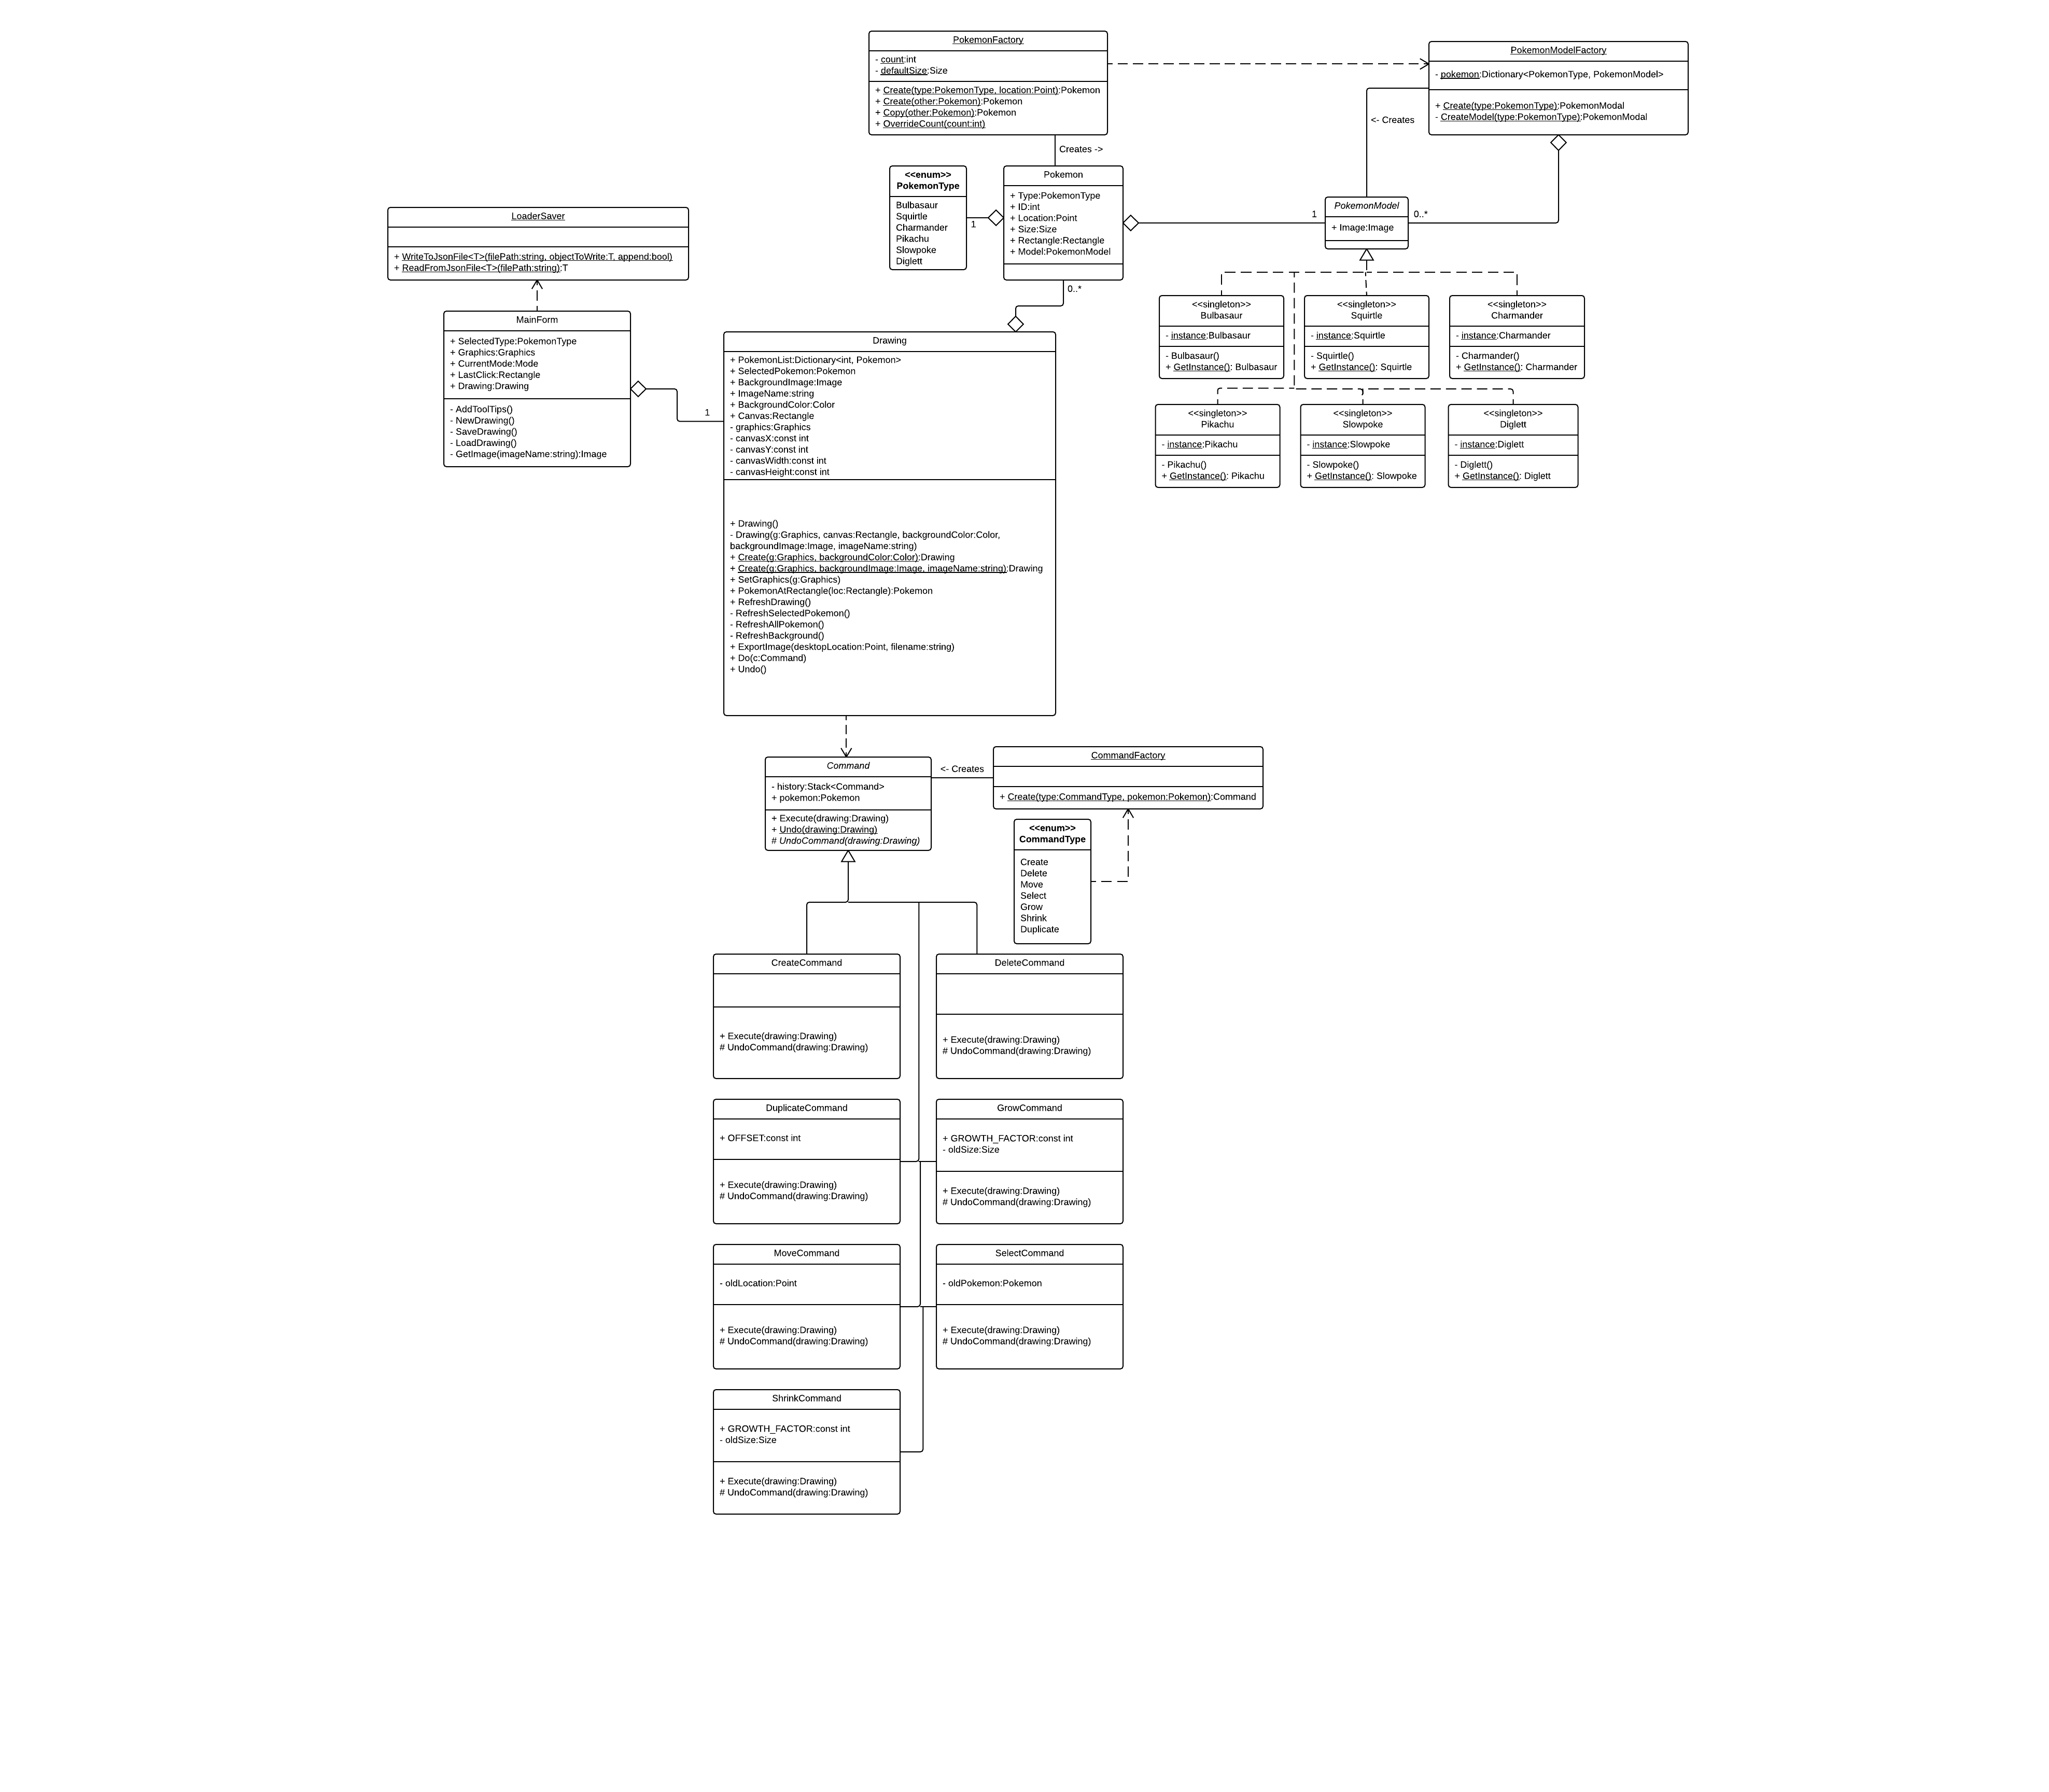 PokemonFactory
- count:int
- defaultSize:Size
+ Create(type:PokemonType, location:Point):Pokemon
+ Create(other:Pokemon):Pokemon
+ Copy(other:Pokemon):Pokemon
+ OverrideCount(count:int)
PokemonModelFactory
- pokemon:Dictionary<PokemonType, PokemonModel>
+ Create(type:PokemonType):PokemonModal
- CreateModel(type:PokemonType):PokemonModal
<- Creates
Creates ->
<<enum>>
PokemonType
Bulbasaur
Squirtle
Charmander
Pikachu
Slowpoke
Diglett
1
Pokemon
+ Type:PokemonType
+ ID:int
+ Location:Point
+ Size:Size
+ Rectangle:Rectangle
+ Model:PokemonModel
1
PokemonModel
+ Image:Image
0..*
0..*
LoaderSaver
+ WriteToJsonFile<T>(filePath:string, objectToWrite:T, append:bool)
+ ReadFromJsonFile<T>(filePath:string):T
<<singleton>>
Bulbasaur
- instance:Bulbasaur
- Bulbasaur()
+ GetInstance(): Bulbasaur
<<singleton>>
Squirtle
- instance:Squirtle
- Squirtle()
+ GetInstance(): Squirtle
<<singleton>>
Charmander
- instance:Charmander
- Charmander()
+ GetInstance(): Charmander
<<singleton>>
Pikachu
- instance:Pikachu
- Pikachu()
+ GetInstance(): Pikachu
<<singleton>>
Slowpoke
- instance:Slowpoke
- Slowpoke()
+ GetInstance(): Slowpoke
<<singleton>>
Diglett
- instance:Diglett
- Diglett()
+ GetInstance(): Diglett
MainForm
+ SelectedType:PokemonType
+ Graphics:Graphics
+ CurrentMode:Mode
+ LastClick:Rectangle
+ Drawing:Drawing
- AddToolTips()
- NewDrawing()
- SaveDrawing()
- LoadDrawing()
- GetImage(imageName:string):Image
1
Drawing
+ PokemonList:Dictionary<int, Pokemon>
+ SelectedPokemon:Pokemon
+ BackgroundImage:Image
+ ImageName:string
+ BackgroundColor:Color
+ Canvas:Rectangle
- graphics:Graphics
- canvasX:const int
- canvasY:const int
- canvasWidth:const int
- canvasHeight:const int
+ Drawing()
- Drawing(g:Graphics, canvas:Rectangle, backgroundColor:Color,
backgroundImage:Image, imageName:string)
+ Create(g:Graphics, backgroundColor:Color):Drawing
+ Create(g:Graphics, backgroundImage:Image, imageName:string):Drawing
+ SetGraphics(g:Graphics)
+ PokemonAtRectangle(loc:Rectangle):Pokemon
+ RefreshDrawing()
- RefreshSelectedPokemon()
- RefreshAllPokemon()
- RefreshBackground()
+ ExportImage(desktopLocation:Point, filename:string)
+ Do(c:Command)
+ Undo()
Command
- history:Stack<Command>
+ pokemon:Pokemon
+ Execute(drawing:Drawing)
+ Undo(drawing:Drawing)
# UndoCommand(drawing:Drawing)
<- Creates
CommandFactory
+ Create(type:CommandType, pokemon:Pokemon):Command
<<enum>>
CommandType
Create
Delete
Move
Select
Grow
Shrink
Duplicate
CreateCommand
+ Execute(drawing:Drawing)
# UndoCommand(drawing:Drawing)
DeleteCommand
+ Execute(drawing:Drawing)
# UndoCommand(drawing:Drawing)
DuplicateCommand
+ OFFSET:const int
+ Execute(drawing:Drawing)
# UndoCommand(drawing:Drawing)
GrowCommand
+ GROWTH_FACTOR:const int
- oldSize:Size
+ Execute(drawing:Drawing)
# UndoCommand(drawing:Drawing)
MoveCommand
- oldLocation:Point
+ Execute(drawing:Drawing)
# UndoCommand(drawing:Drawing)
SelectCommand
- oldPokemon:Pokemon
+ Execute(drawing:Drawing)
# UndoCommand(drawing:Drawing)
ShrinkCommand
+ GROWTH_FACTOR:const int
- oldSize:Size
+ Execute(drawing:Drawing)
# UndoCommand(drawing:Drawing)